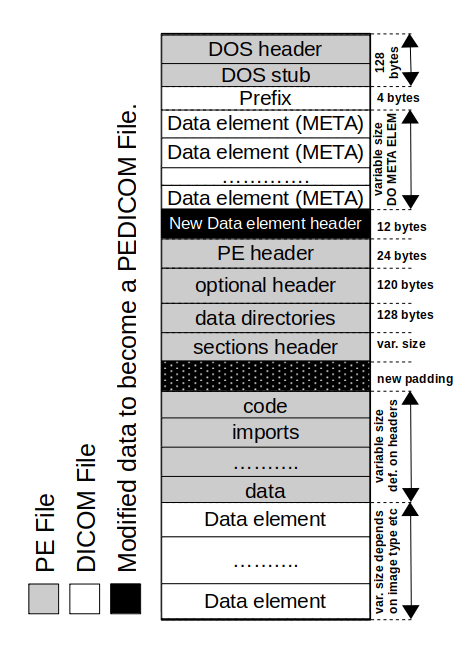 DOS header
DOS stub
128
bytes
Prefix
4 bytes
Data element (META)
Data element (META)
.............
Data element (META)
variable size
DO META ELEM
New Data element header
12 bytes
PE header
24 bytes
optional header
120 bytes
data directories
128 bytes
sections header
var. size
new padding
code
imports
..........
data
variable size
def. on headers
Data element
..........
Data element
var. size depends
on image type etc
PE File
DICOM File
Modified data to become a PEDICOM File.